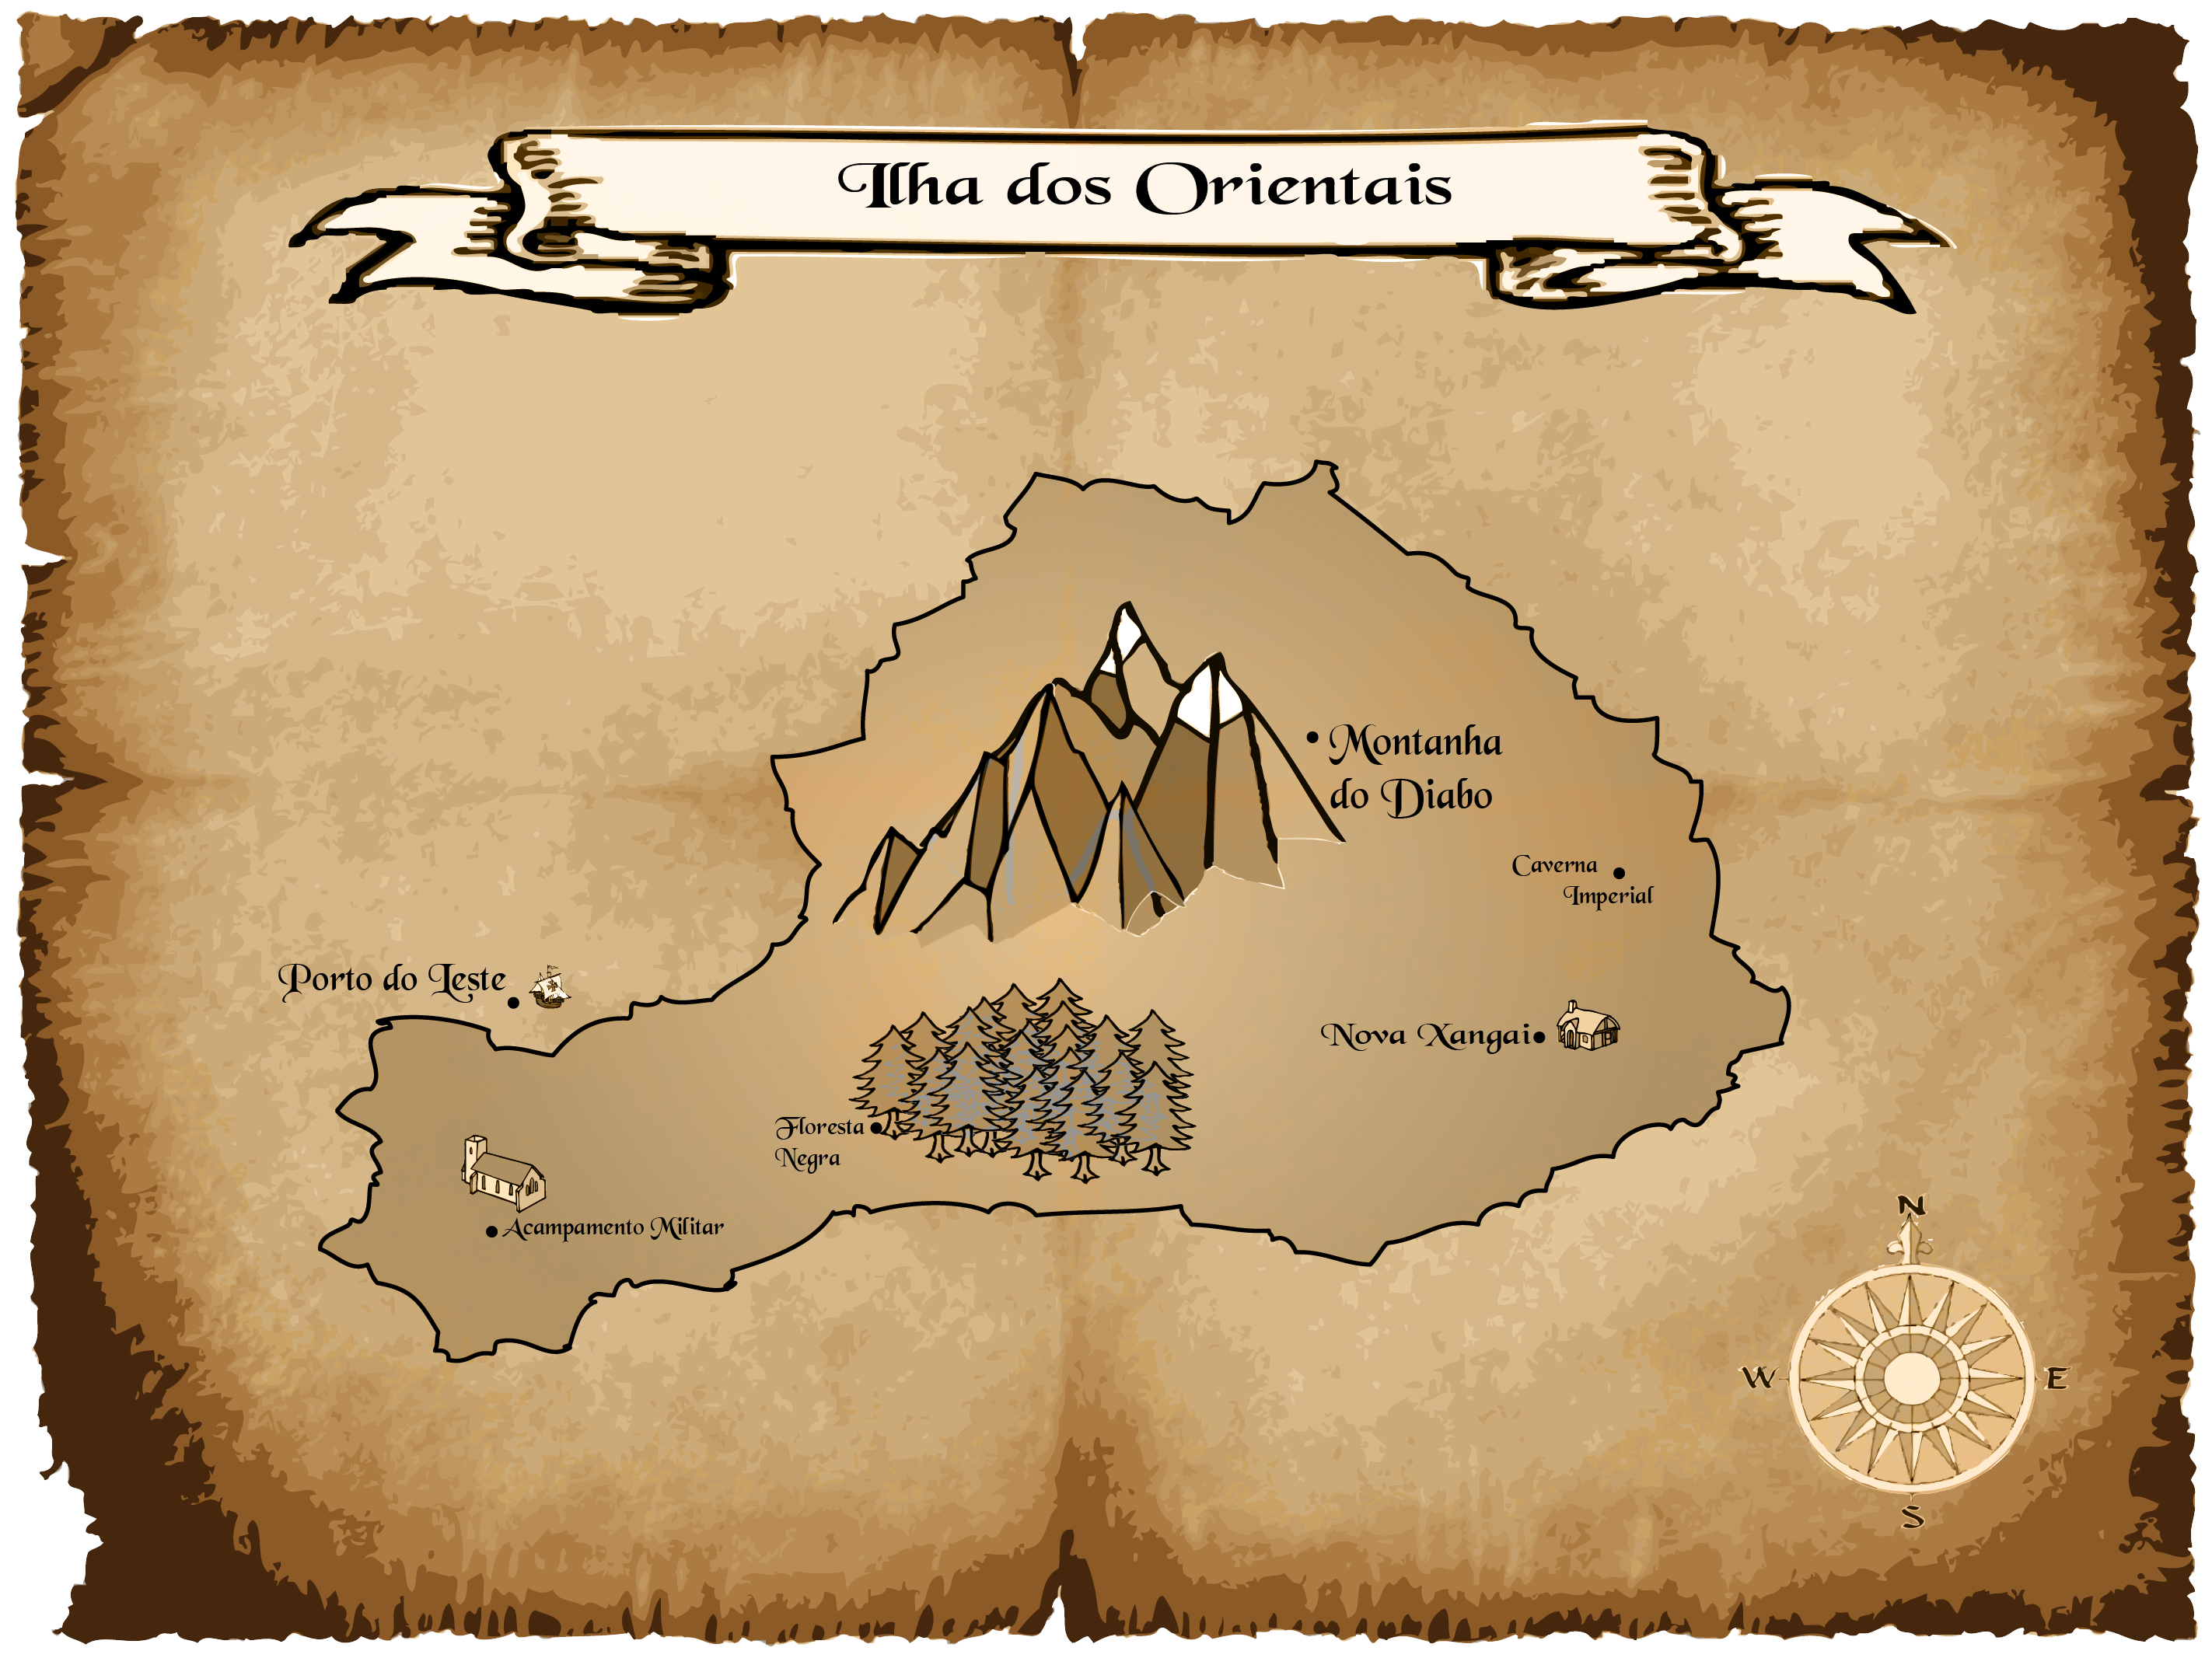 Ilha dos Orientais
Montanha
do Diabo
Caverna
Imperial
Porto do Leste
Nova Xangai
Floresta
Negra
Acampamento Militar
N
W
E
S